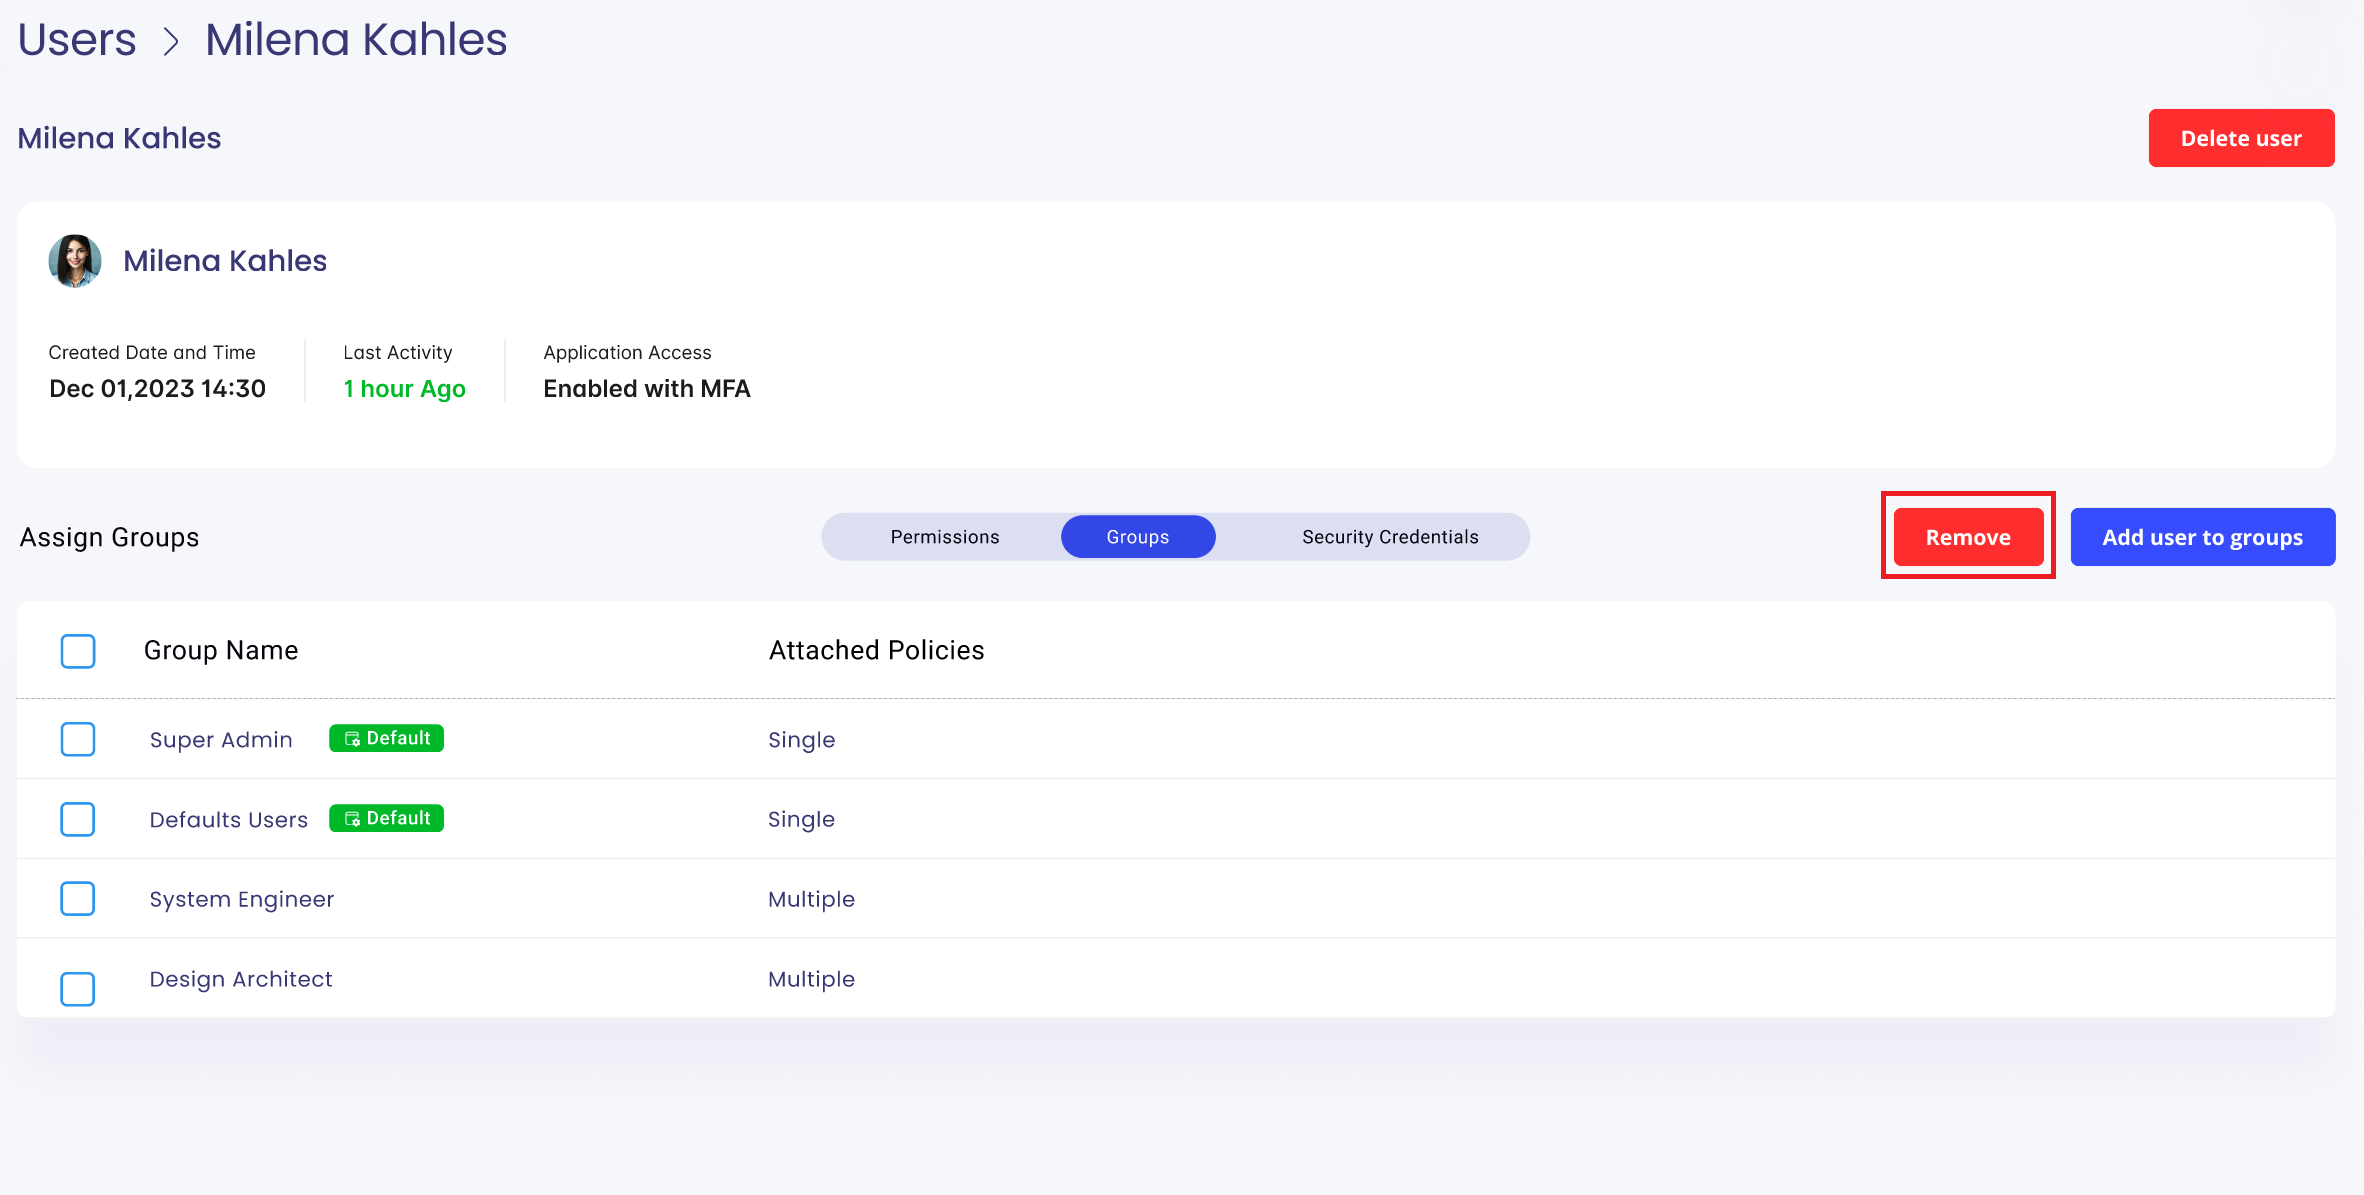 Users > Milena Kahles
Milena Kahles
Delete user
Milena Kahles
Created Date and Time
Dec 01,2023 14:30
Last Activity
1 hour Ago
Application Access
Enabled with MFA
Assign Groups
Permissions
Groups
Security Credentials
Remove
Add user to groups
Group Name
Attached Policies
Super Admin
Default
Single
Defaults Users
Default
Single
System Engineer
Multiple
Design Architect
Multiple